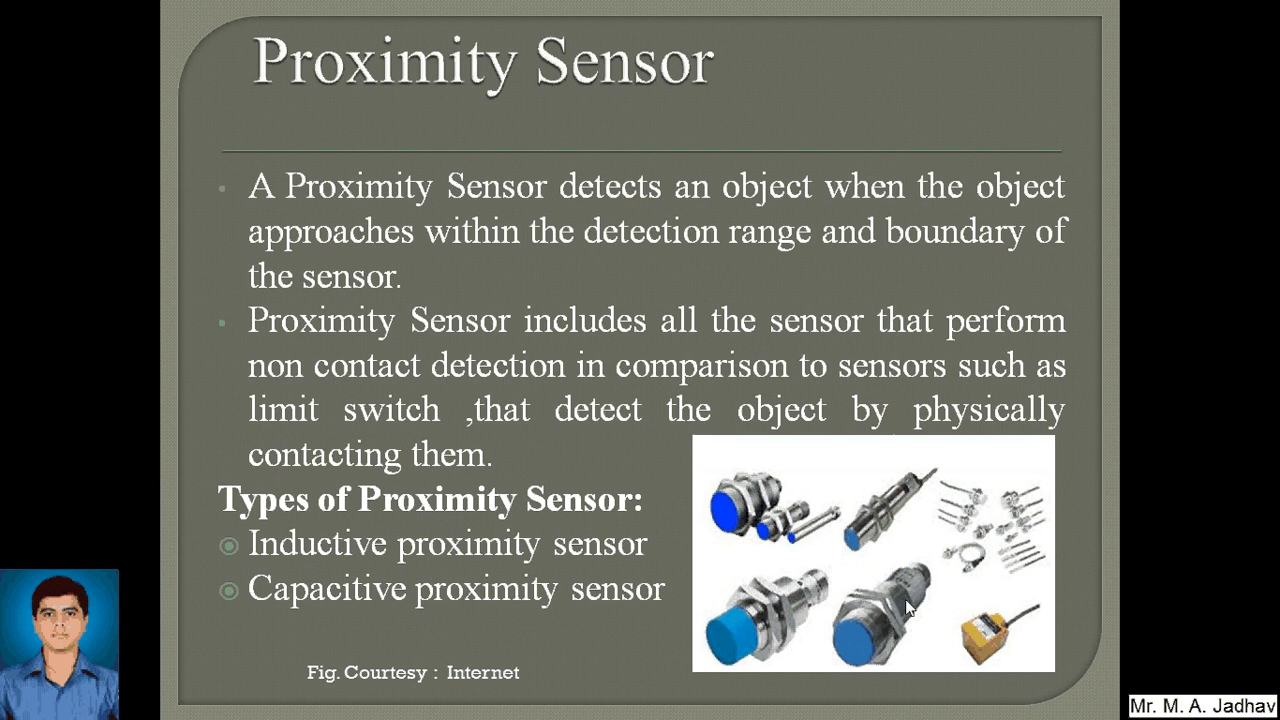 Proximity Sensor
A Proximity Sensor detects an object when the object
approaches within the detection range and boundary of
the sensor.
Proximity Sensor includes all the sensor that perform
non contact detection in comparison to sensors such as
limit switch ,that detect the object by physically
contacting them.
Types of Proximity Sensor:
Inductive proximity sensor
Capacitive proximity sensor
Fig. Courtesy : Internet
Mr. M. A. Jadhav